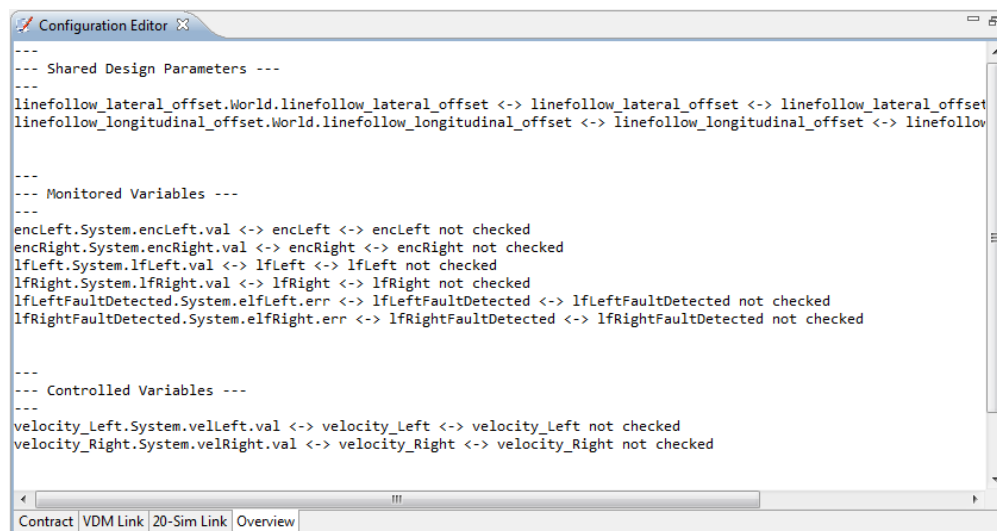 Configuration Editor
---
--- Shared Design Parameters ---
---
linefollow_lateral_offset.World.linefollow_lateral_offset <-> linefollow_lateral_offset <-> linefollow_lateral_offset
linefollow_longitudinal_offset.World.linefollow_longitudinal_offset <-> linefollow_longitudinal_offset <-> linefollow
---
--- Monitored Variables ---
---
encLeft.System.encLeft.val <-> encLeft <-> encLeft not checked
encRight.System.encRight.val <-> encRight <-> encRight not checked
lfLeft.System.lfLeft.val <-> lfLeft <-> lfLeft not checked
lfRight.System.lfRight.val <-> lfRight <-> lfRight not checked
lfLeftFaultDetected.System.elfLeft.err <-> lfLeftFaultDetected <-> lfLeftFaultDetected not checked
lfRightFaultDetected.System.elfRight.err <-> lfRightFaultDetected <-> lfRightFaultDetected not checked
---
--- Controlled Variables ---
---
velocity_Left.System.velLeft.val <-> velocity_Left <-> velocity_Left not checked
velocity_Right.System.velRight.val <-> velocity_Right <-> velocity_Right not checked
Contract VDM Link 20-Sim Link Overview